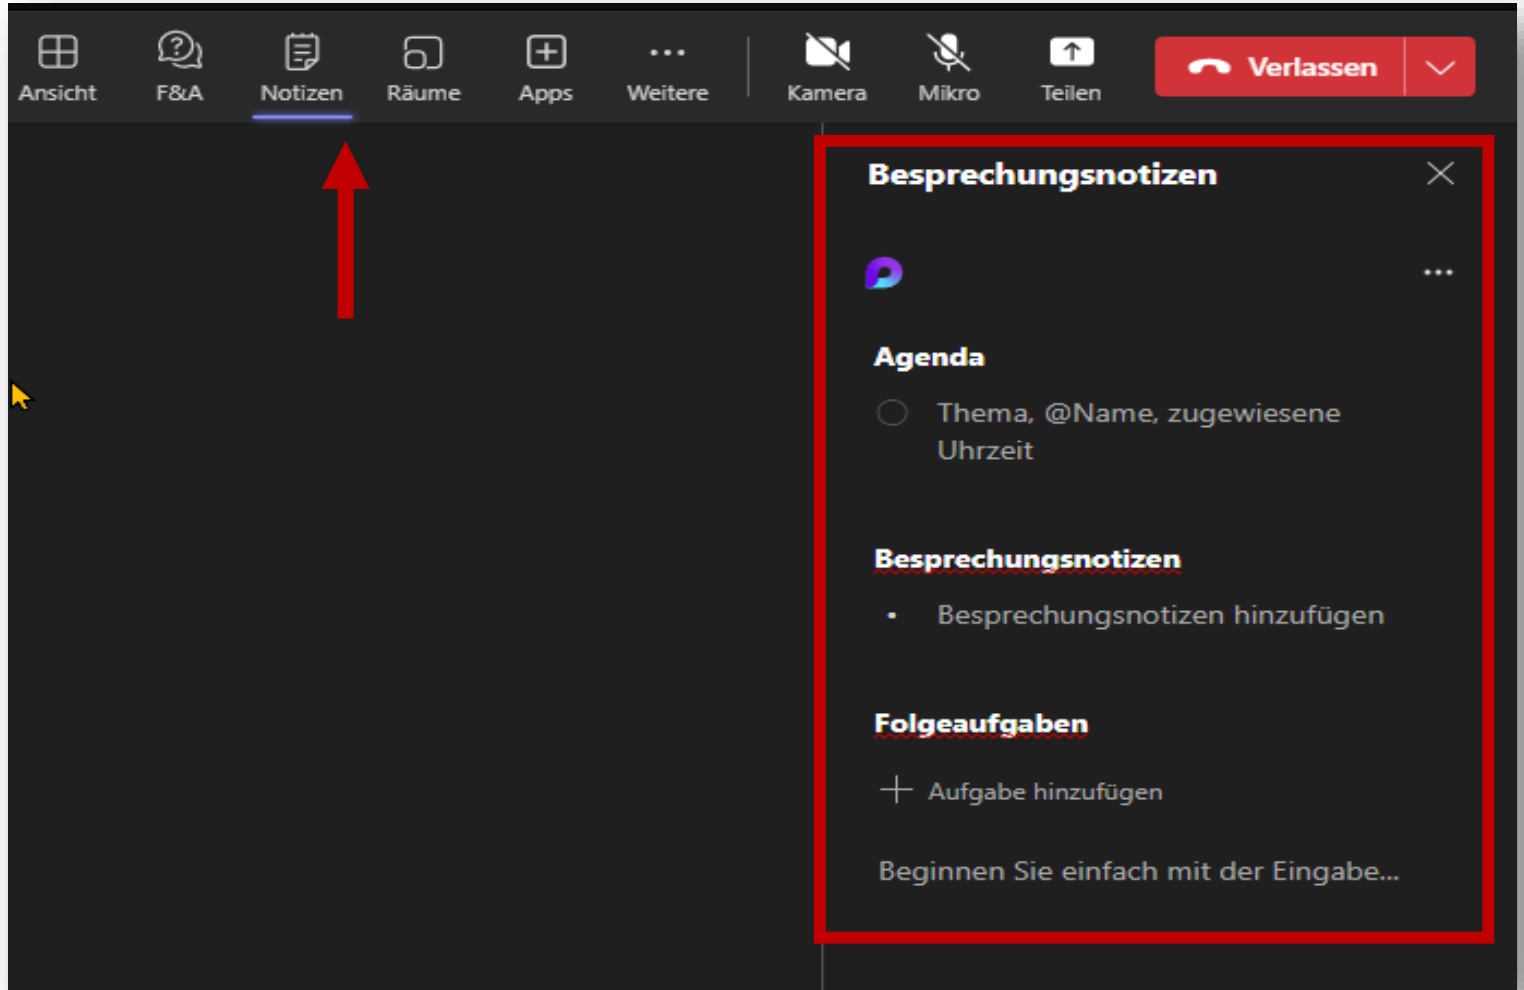 Ansicht F&A Notizen Räume Apps Weitere Kamera Mikro Teilen Verlassen
Besprechungsnotizen
Agenda
Thema, @Name, zugewiesene
Uhrzeit
Besprechungsnotizen
Besprechungsnotizen hinzufügen
Folgeaufgaben
Aufgabe hinzufügen
Beginnen Sie einfach mit der Eingabe...